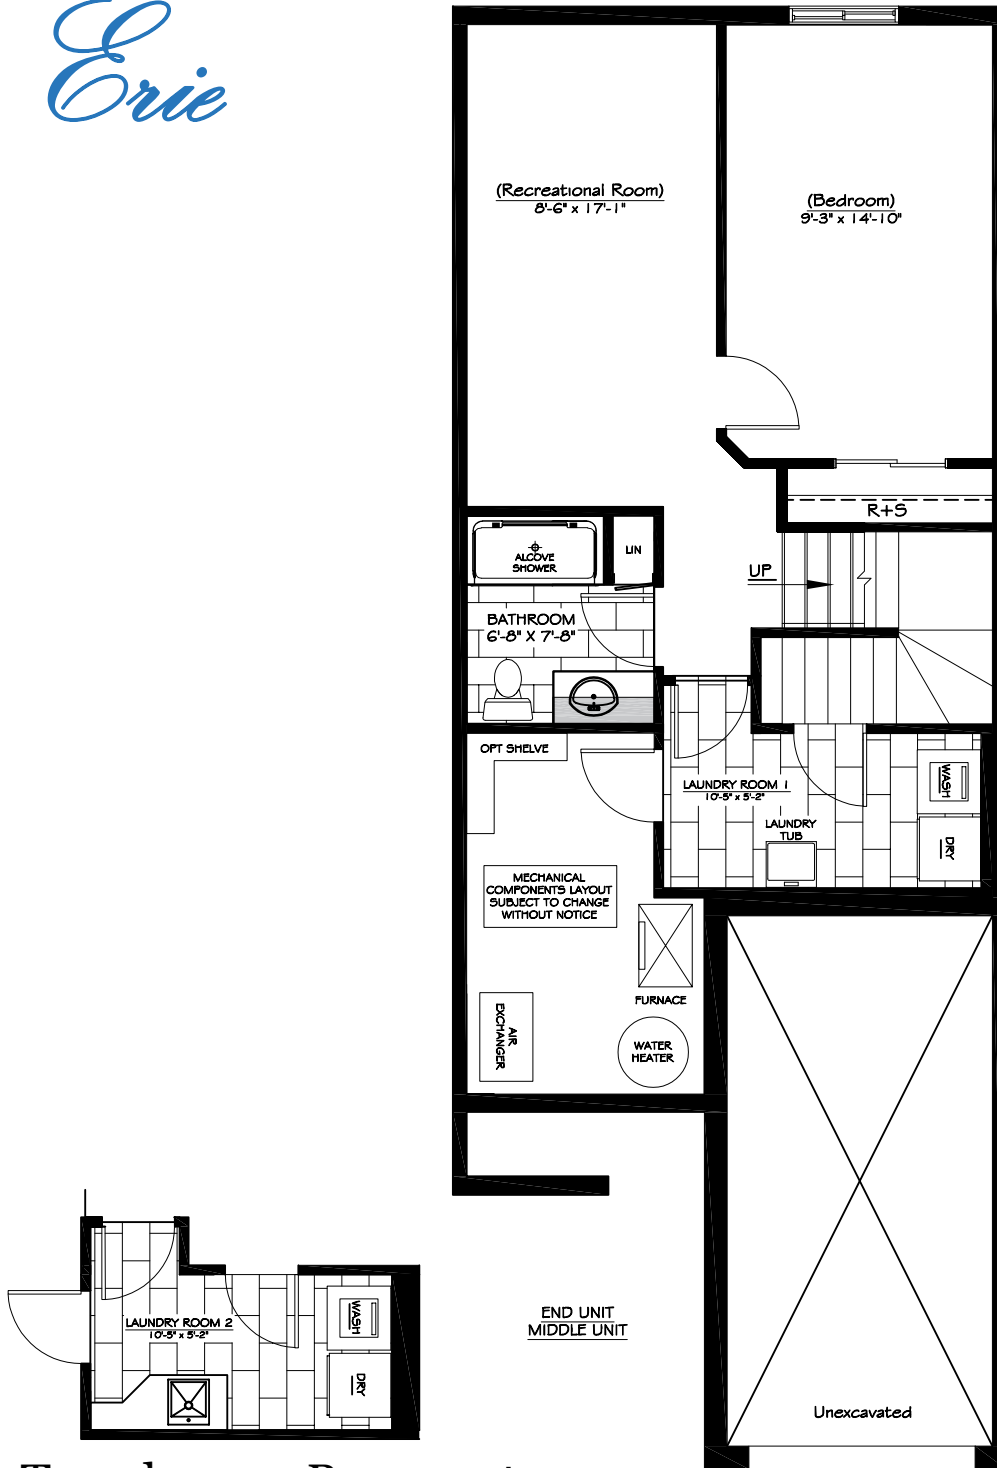 Erie
(Recreational Room)
8'-6" x 17'-1"
(Bedroom)
9'-3" x 14'-10"
R+S
ALCOVE
SHOWER
LIN
UP
BATHROOM
6'-8" X 7'-8"
OPT SHELVE
LAUNDRY ROOM 1
10'-5" x 5'-2"
WASH
LAUNDRY
TUB
DRY
MECHANICAL
COMPONENTS LAYOUT
SUBJECT TO CHANGE
WITHOUT NOTICE
FURNACE
AIR
EXCHANGER
WATER
HEATER
END UNIT
MIDDLE UNIT
LAUNDRY ROOM 2
10'-5" x 5'-2"
WASH
DRY
Unexcavated